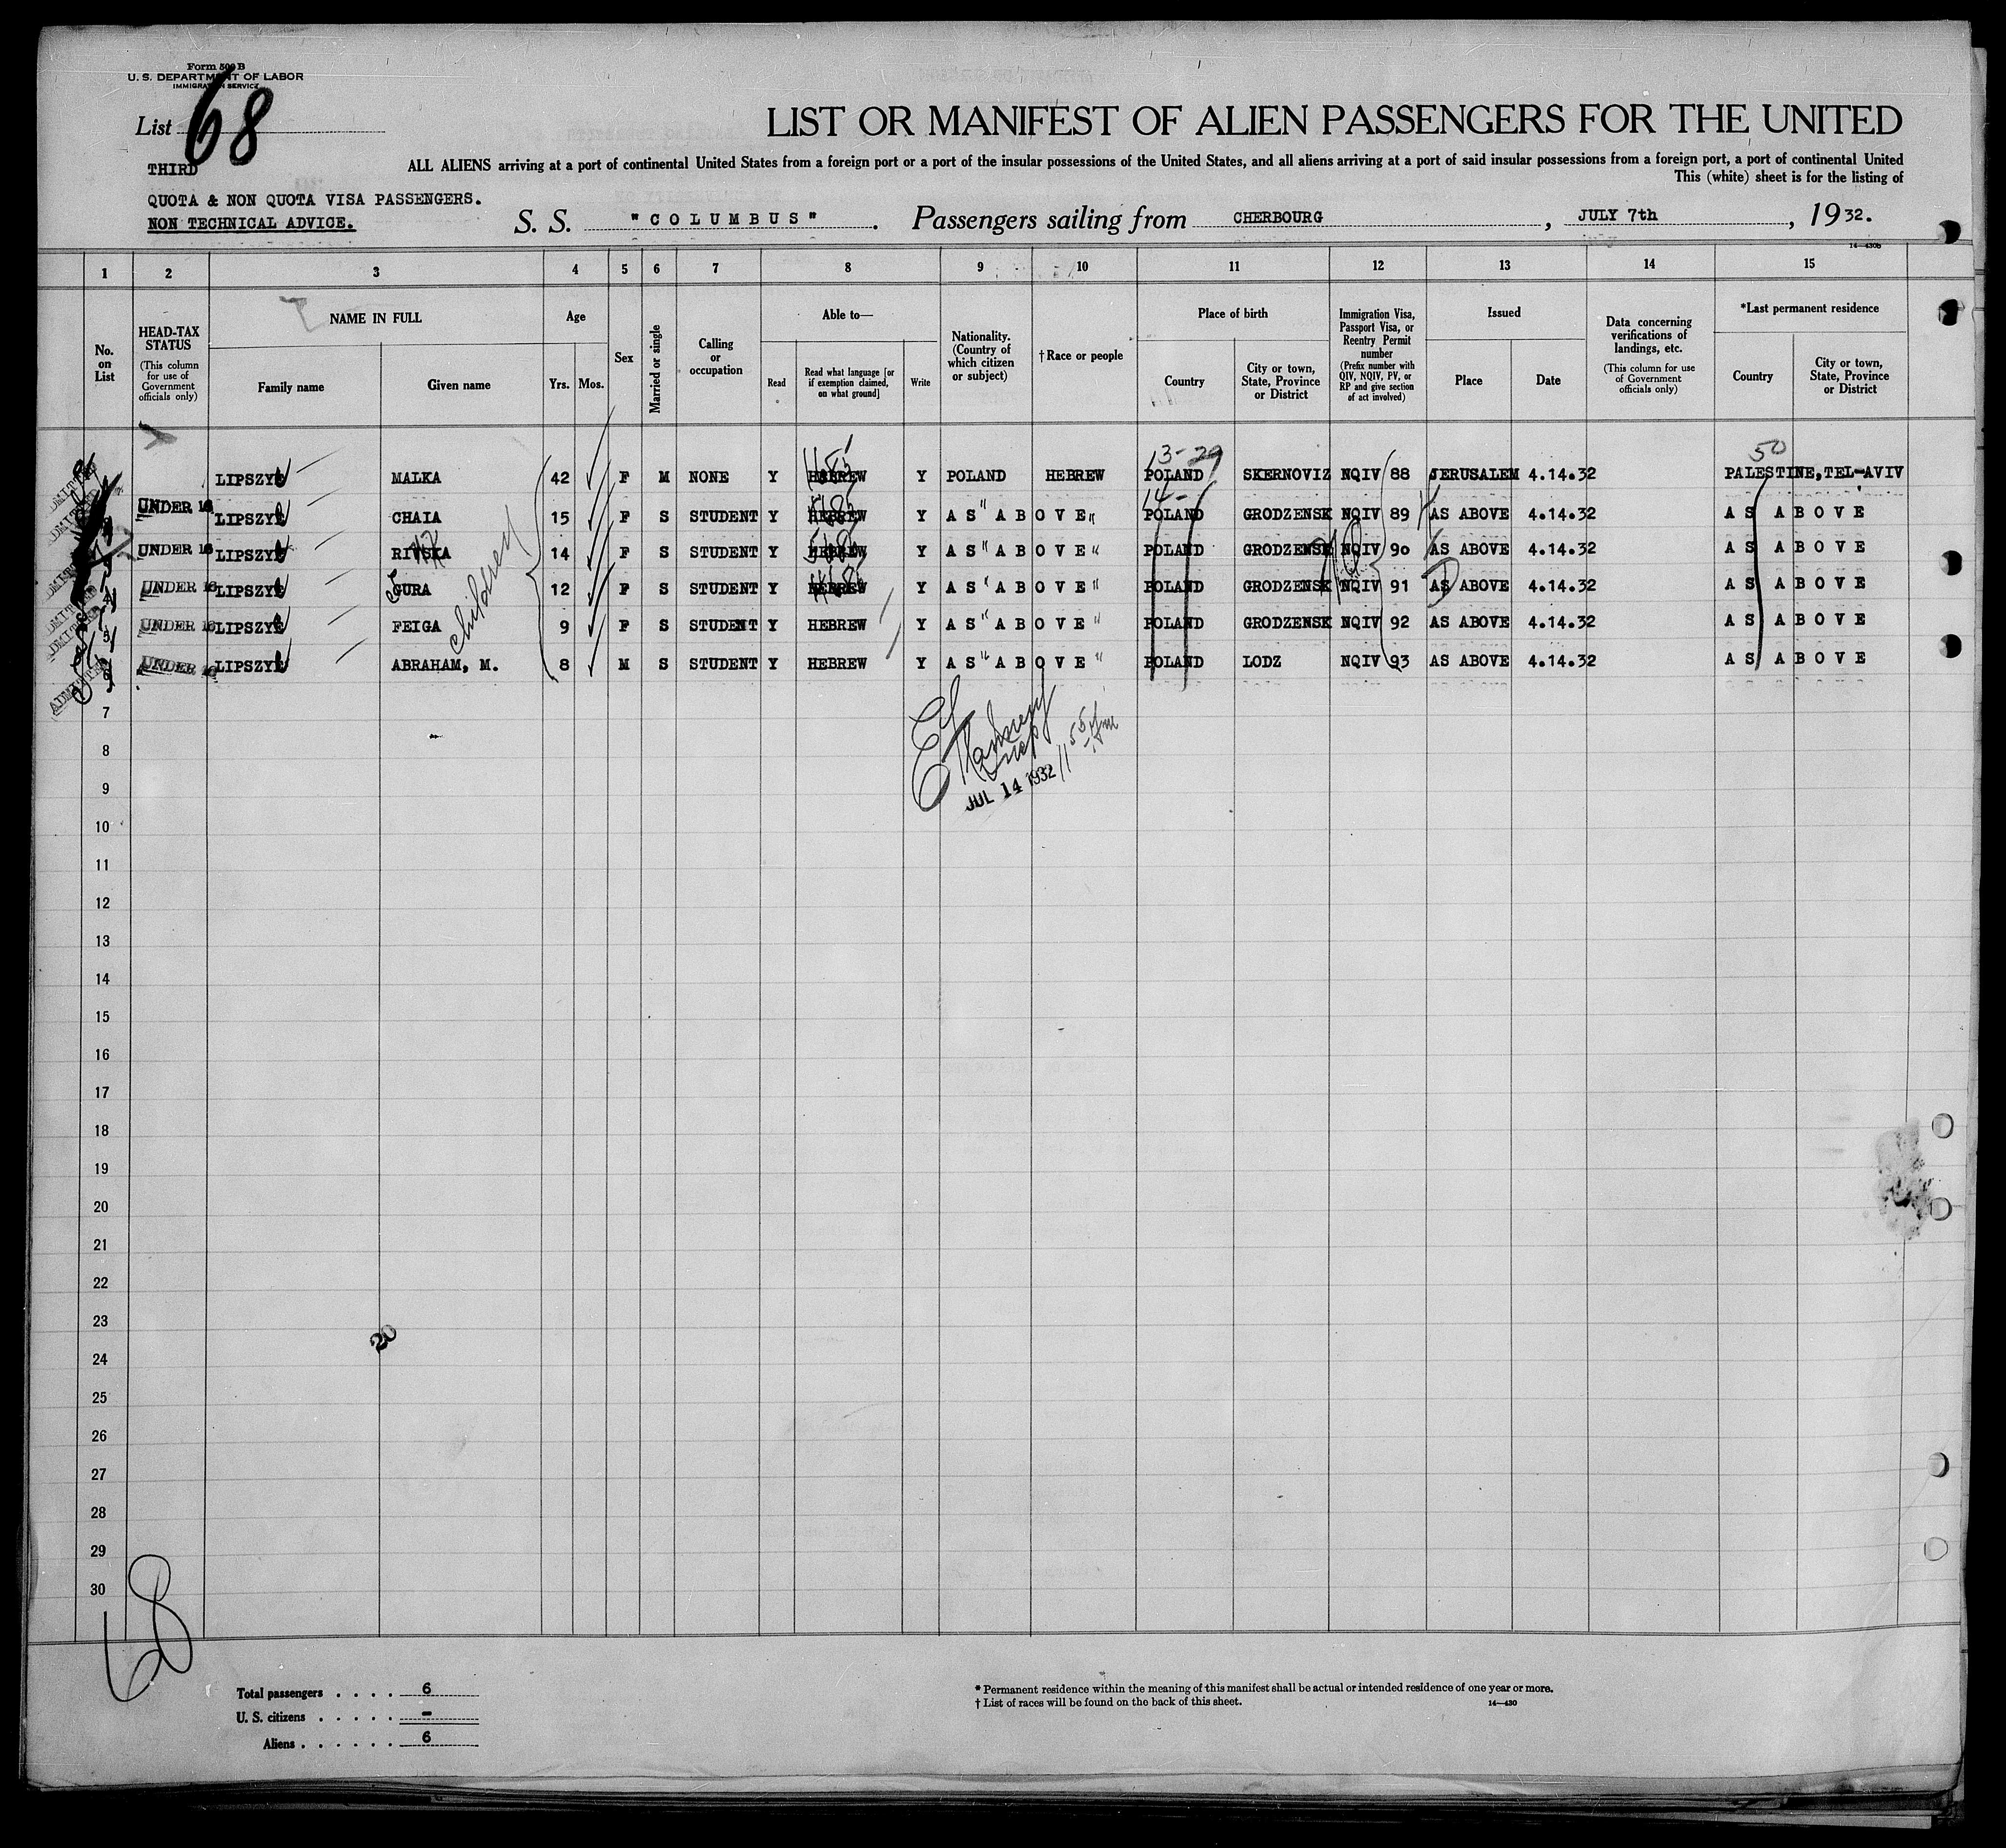 Form 500 B
U. S. DEPARTMENT OF LABOR
IMMIGRATION SERVICE
List 68
LIST OR MANIFEST OF ALIEN PASSENGERS FOR THE UNITED
THIRD
ALL ALIENS arriving at a port of continental United States from a foreign port or a port of the insular possessions of the United States, and all aliens arriving at a port of said insular possessions from a foreign port, a port of continental United
This (white) sheet is for the listing of
QUOTA & NON QUOTA VISA PASSENGERS.
NON TECHNICAL ADVICE.
S. S. "COLUMBUS". Passengers sailing from CHERBOURG, JULY 7th, 1932.
14—430b
1 2 3 4 5 6 7 8 9 10 11 12 13 14 15
No. on List
HEAD-TAX STATUS
(This column for use of Government officials only)
NAME IN FULL
Family name
Given name
Age
Yrs. Mos.
Sex
Married or single
Calling or occupation
Able to—
Read
Read what language [or if exemption claimed, on what ground]
Write
Nationality. (Country of which citizen or subject)
† Race or people
Place of birth
Country
City or town, State, Province or District
Immigration Visa, Passport Visa, or Reentry Permit number
(Prefix number with QIV, NQIV, PV, or RP and give section of act involved)
Issued
Place
Date
Data concerning verifications of landings, etc.
(This column for use of Government officials only)
*Last permanent residence
Country
City or town, State, Province or District
13-29
50
MALKA 42 F M NONE Y HEBREW Y POLAND HEBREW POLAND SKERNOVIZ NQIV 88 JERUSALEM 4.14.32 PALESTINE, TEL-AVIV
14-
UNDER 16 CHAIA 15 F S STUDENT Y HEBREW Y AS ABOVE POLAND GRODZENSK NQIV 89 AS ABOVE 4.14.32 AS ABOVE
UNDER 16 14 F S STUDENT Y HEBREW Y AS ABOVE POLAND GRODZENSK NQIV 90 AS ABOVE 4.14.32 AS ABOVE
UNDER 16 12 F S STUDENT Y HEBREW Y AS ABOVE POLAND GRODZENSK NQIV 91 AS ABOVE 4.14.32 AS ABOVE
UNDER 16 FEIGA 9 F S STUDENT Y HEBREW Y AS ABOVE POLAND GRODZENSK NQIV 92 AS ABOVE 4.14.32 AS ABOVE
UNDER 16 ABRAHAM, M. 8 M S STUDENT Y HEBREW Y AS ABOVE POLAND LODZ NQIV 93 AS ABOVE 4.14.32 AS ABOVE
children
JUL 14 1932
7
8
9
10
11
12
13
14
15
16
17
18
19
20
21
22
23
20
24
25
26
27
28
29
30
68
Total passengers . . . . 6
U. S. citizens . . . . . -
Aliens . . . . . . 6
* Permanent residence within the meaning of this manifest shall be actual or intended residence of one year or more.
† List of races will be found on the back of this sheet.
14—430